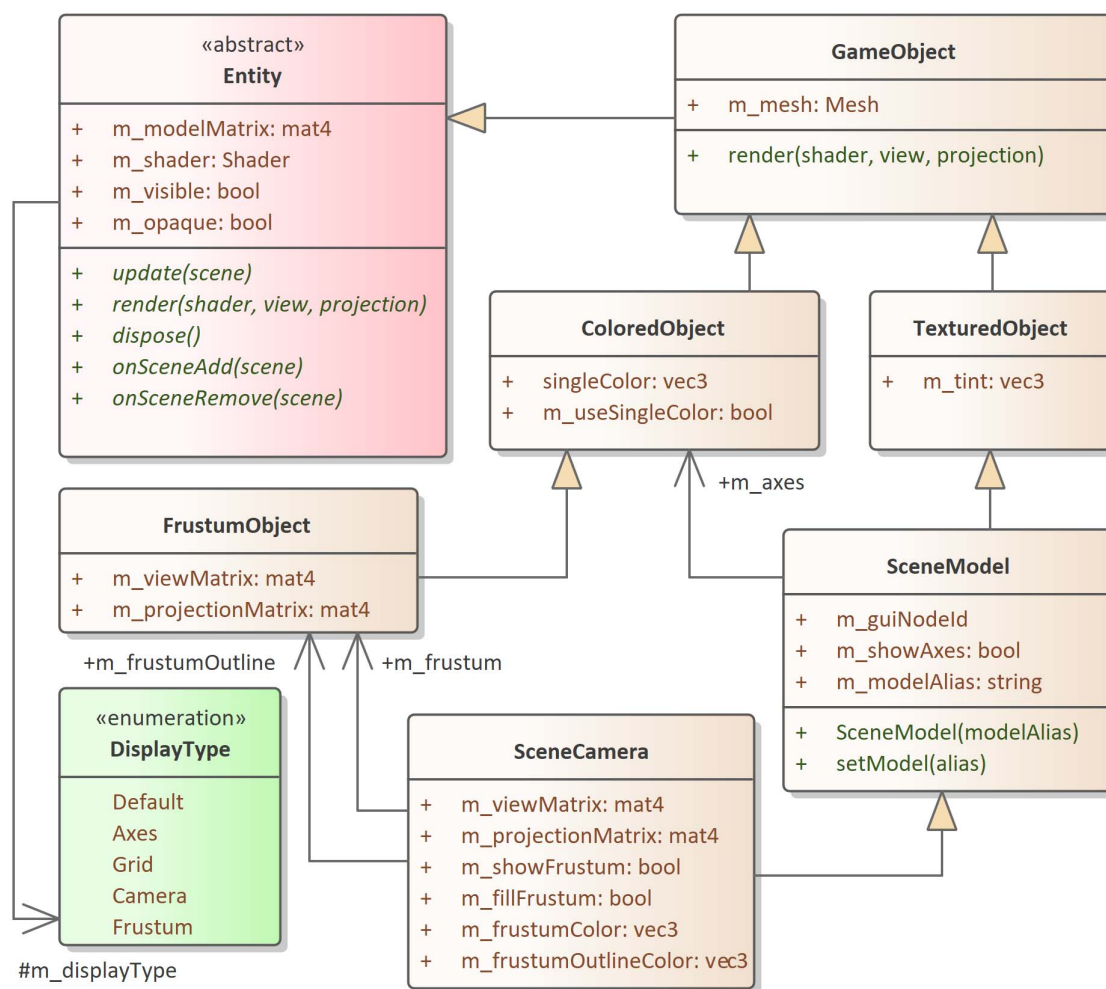 «abstract»
Entity
+ m_modelMatrix: mat4
+ m_shader: Shader
+ m_visible: bool
+ m_opaque: bool
+ update(scene)
+ render(shader, view, projection)
+ dispose()
+ onSceneAdd(scene)
+ onSceneRemove(scene)
GameObject
+ m_mesh: Mesh
+ render(shader, view, projection)
ColoredObject
+ singleColor: vec3
+ m_useSingleColor: bool
TexturedObject
+ m_tint: vec3
+m_axes
FrustumObject
+ m_viewMatrix: mat4
+ m_projectionMatrix: mat4
SceneModel
+ m_guiNodeId
+ m_showAxes: bool
+ m_modelAlias: string
+ SceneModel(modelAlias)
+ setModel(alias)
+m_frustumOutline
+m_frustum
«enumeration»
DisplayType
Default
Axes
Grid
Camera
Frustum
#m_displayType
SceneCamera
+ m_viewMatrix: mat4
+ m_projectionMatrix: mat4
+ m_showFrustum: bool
+ m_fillFrustum: bool
+ m_frustumColor: vec3
+ m_frustumOutlineColor: vec3